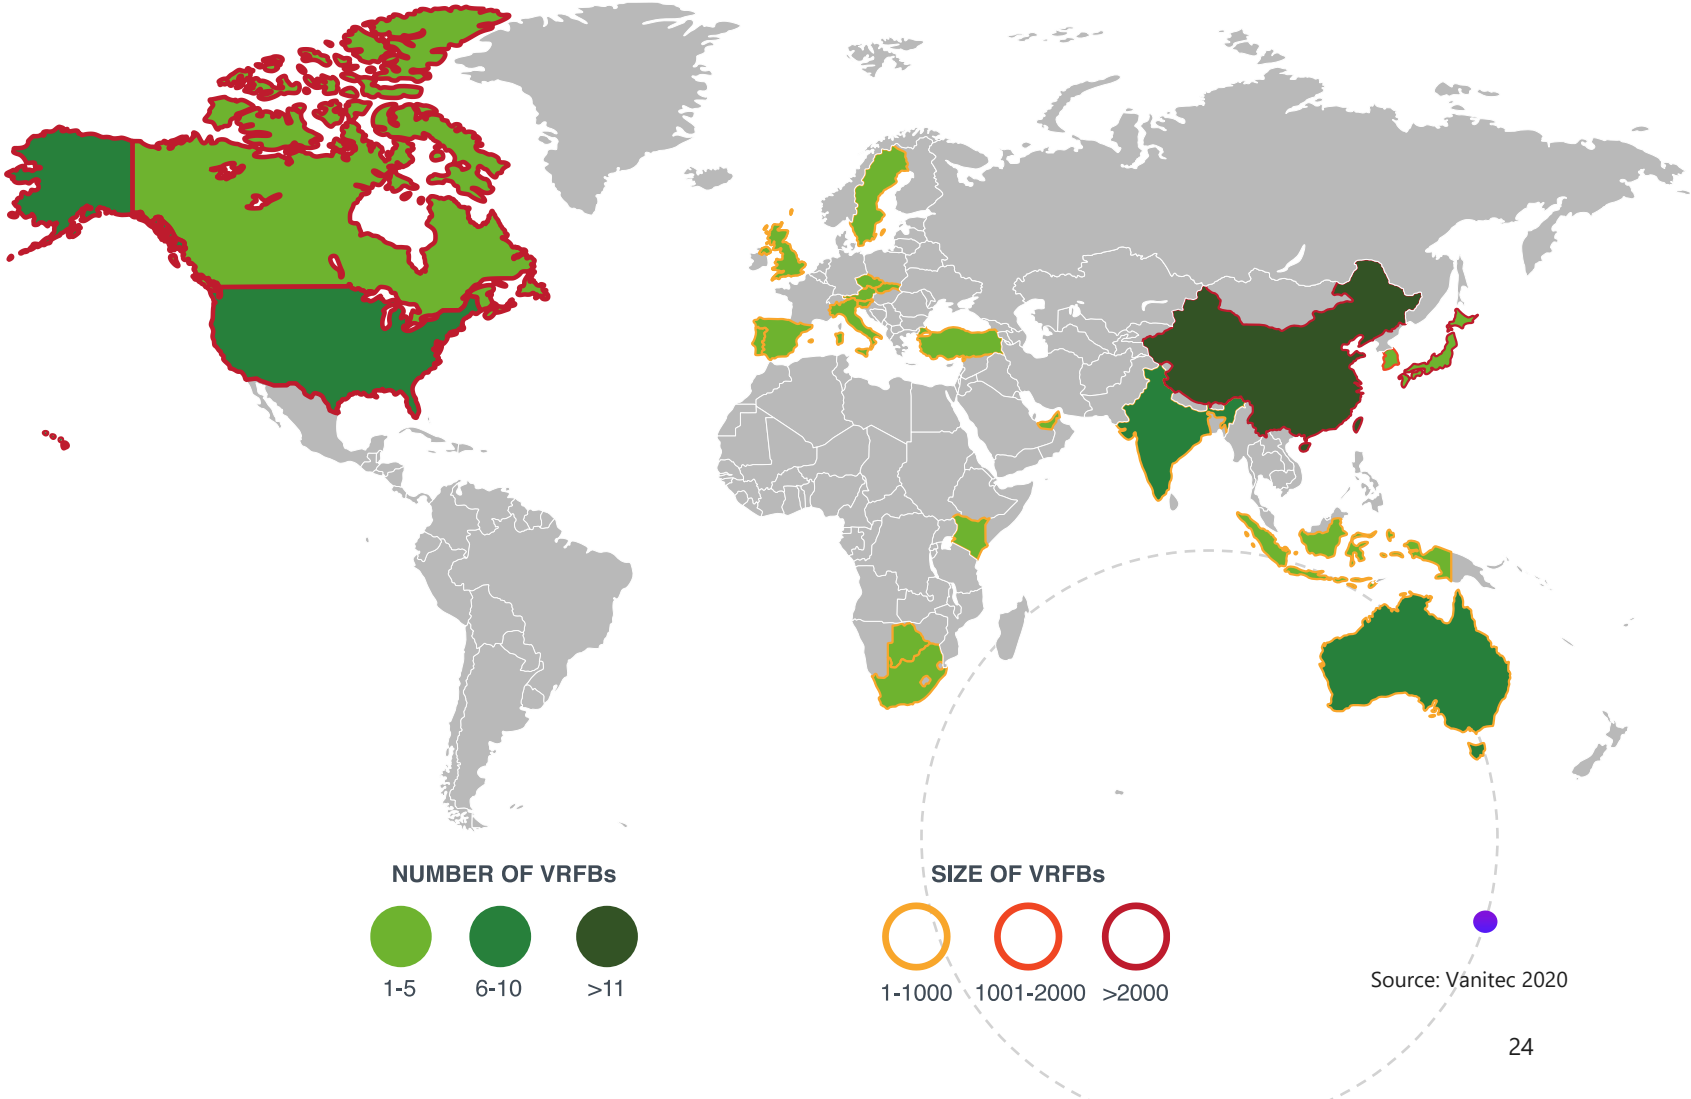 NUMBER OF VRFBs
1-5
6-10
>11
SIZE OF VRFBs
1-1000
1001-2000
>2000
Source: Vanitec 2020
24